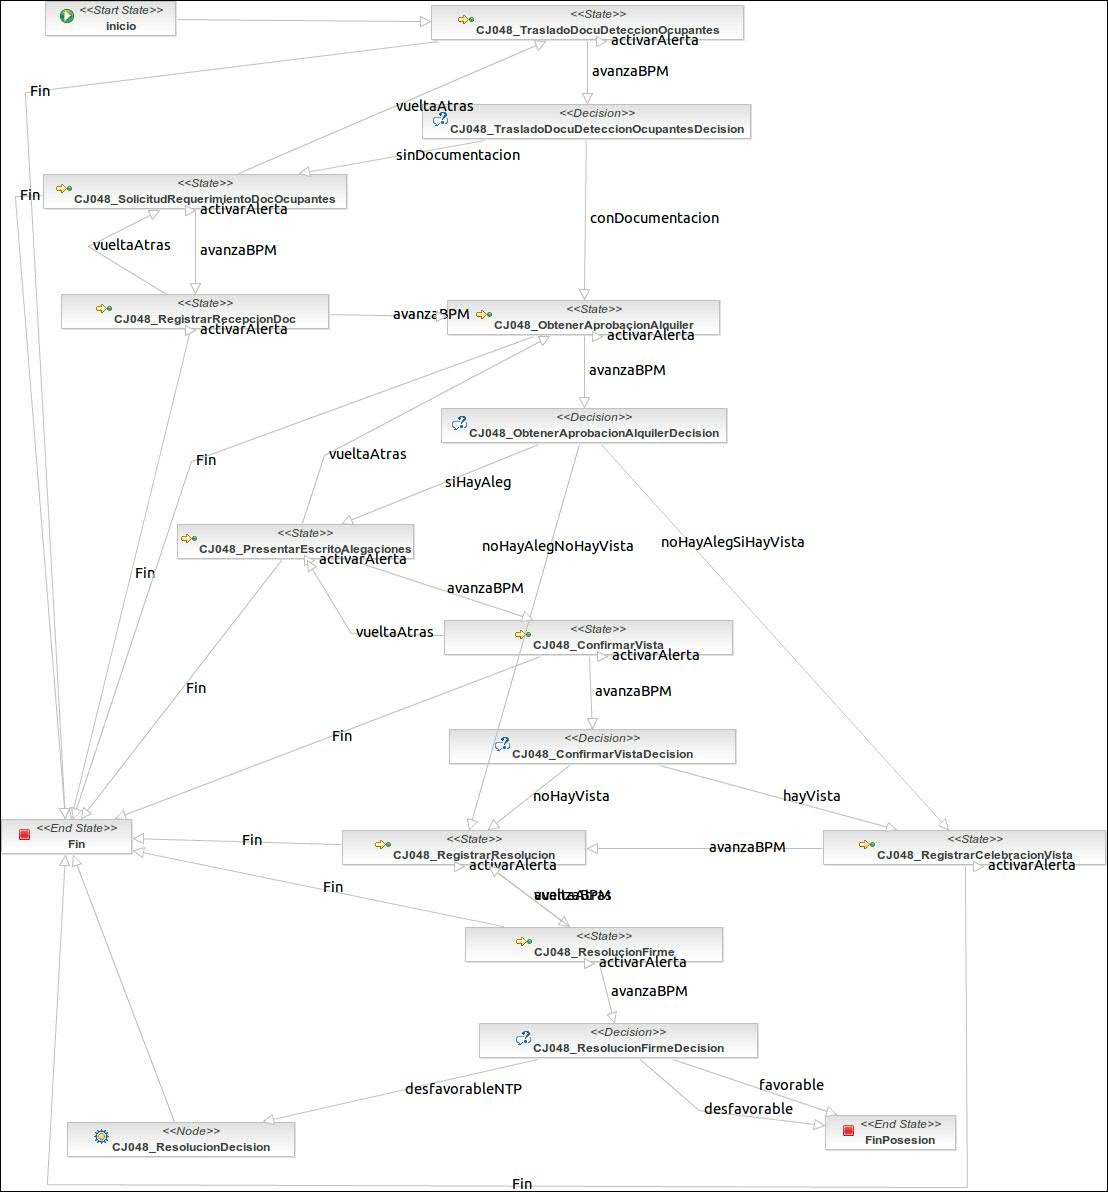 <<Start State>>
inicio
<<State>>
CJ048_TrasladoDocuDeteccionOcupantes
activarAlerta
avanzaBPM
Fin
vueltaAtras
<<Decision>>
CJ048_TrasladoDocuDeteccionOcupantesDecision
sinDocumentacion
<<State>>
Fin
CJ048_SolicitudRequerimientoDocOcupantes
activarAlerta
conDocumentacion
vueltaAtras
avanzaBPM
<<State>>
CJ048_RegistrarRecepcionDoc
activarAlerta
avanzaBPM
<<State>>
CJ048_ObtenerAprobacionAlquiler
activarAlerta
avanzaBPM
<<Decision>>
CJ048_ObtenerAprobacionAlquilerDecision
Fin
vueltaAtras
siHayAleg
<<State>>
CJ048_PresentarEscritoAlegaciones
activarAlerta
noHayAlegNoHayVista
noHayAlegSiHayVista
Fin
avanzaBPM
vueltaAtras
<<State>>
CJ048_ConfirmarVista
activarAlerta
Fin
avanzaBPM
Fin
<<Decision>>
CJ048_ConfirmarVistaDecision
noHayVista
hayVista
<<End State>>
Fin
Fin
<<State>>
CJ048_RegistrarResolucion
activarAlerta
avanzaBPM
<<State>>
CJ048_RegistrarCelebracionVista
activarAlerta
Fin
vueltaAtras
avanzaBPM
<<State>>
CJ048_ResolucionFirme
activarAlerta
avanzaBPM
<<Decision>>
CJ048_ResolucionFirmeDecision
desfavorableNTP
favorable
desfavorable
<<Node>>
CJ048_ResolucionDecision
<<End State>>
FinPosesion
Fin